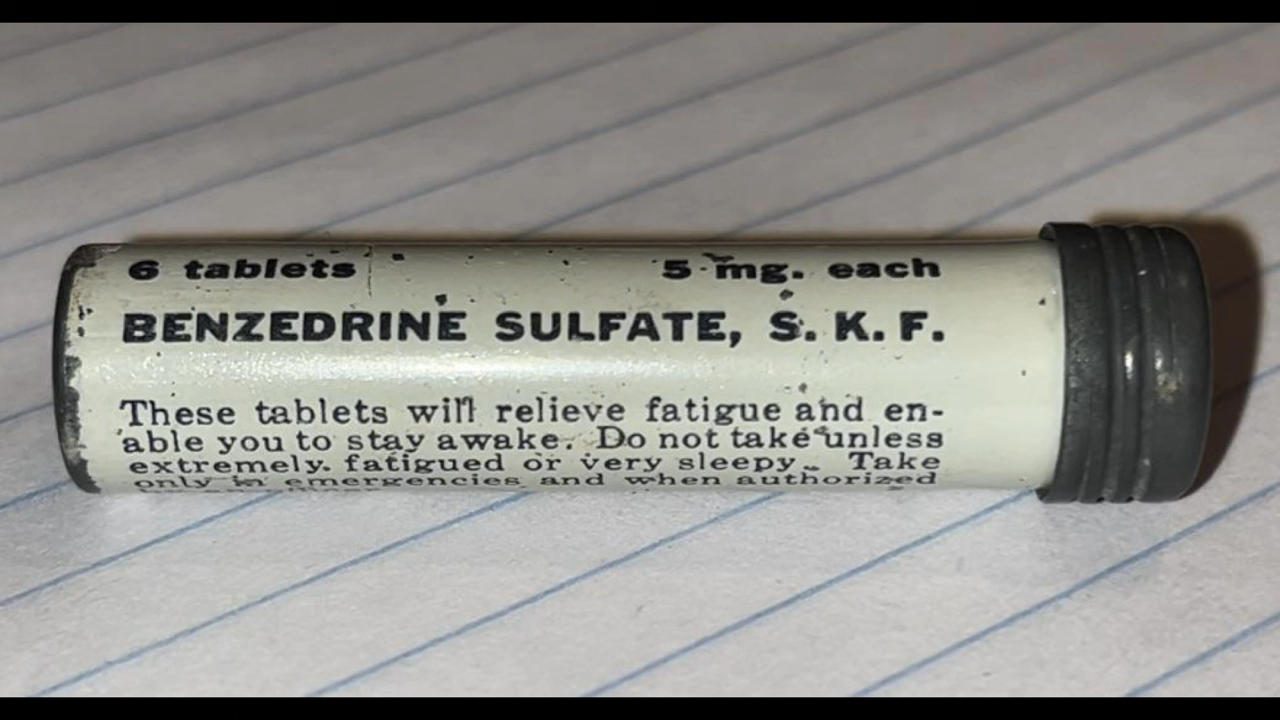 6 tablets 5 mg. each
BENZEDRINE SULFATE, S. K. F.
These tablets will relieve fatigue and en-
able you to stay awake. Do not take unless
extremely fatigued or very sleepy. Take
only in emergencies and when authorized